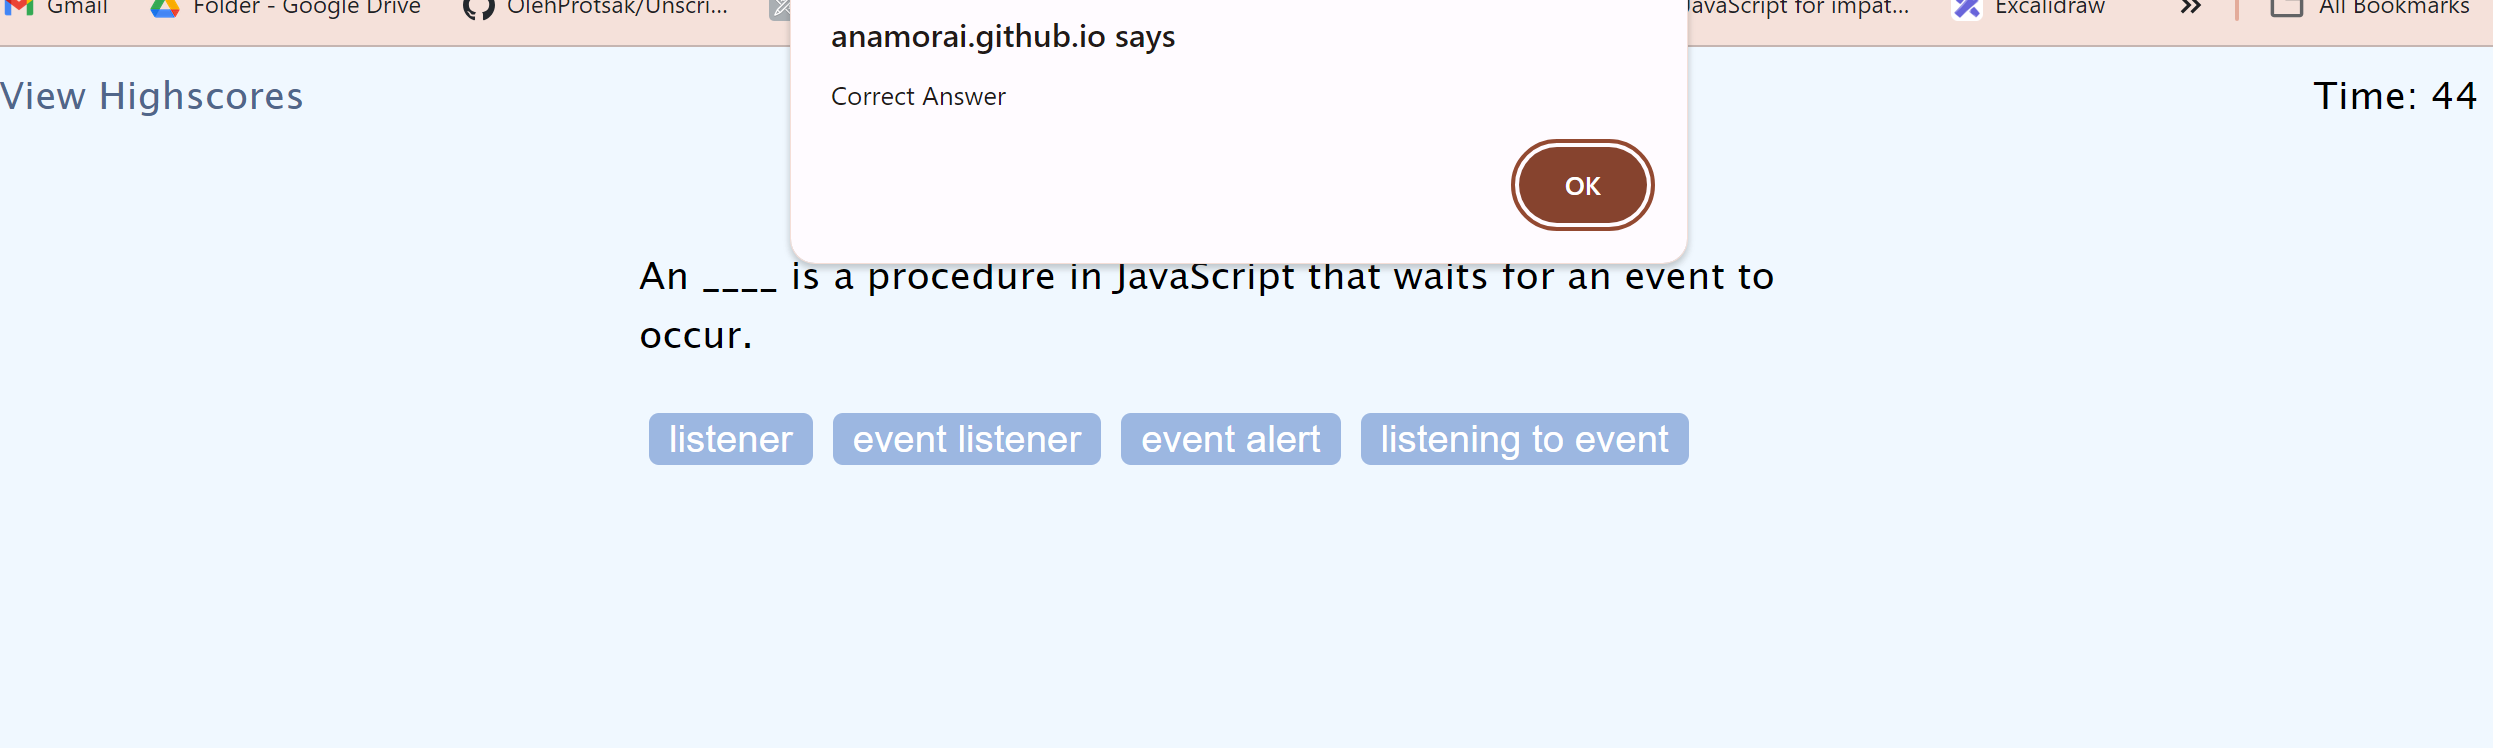 Gmail
Folder - Google Drive
OlehProtsak/Unscri...
JavaScript for impat...
Excalidraw
All Bookmarks
anamorai.github.io says
Correct Answer
OK
View Highscores
Time: 44
An ____ is a procedure in JavaScript that waits for an event to
occur.
listener
event listener
event alert
listening to event